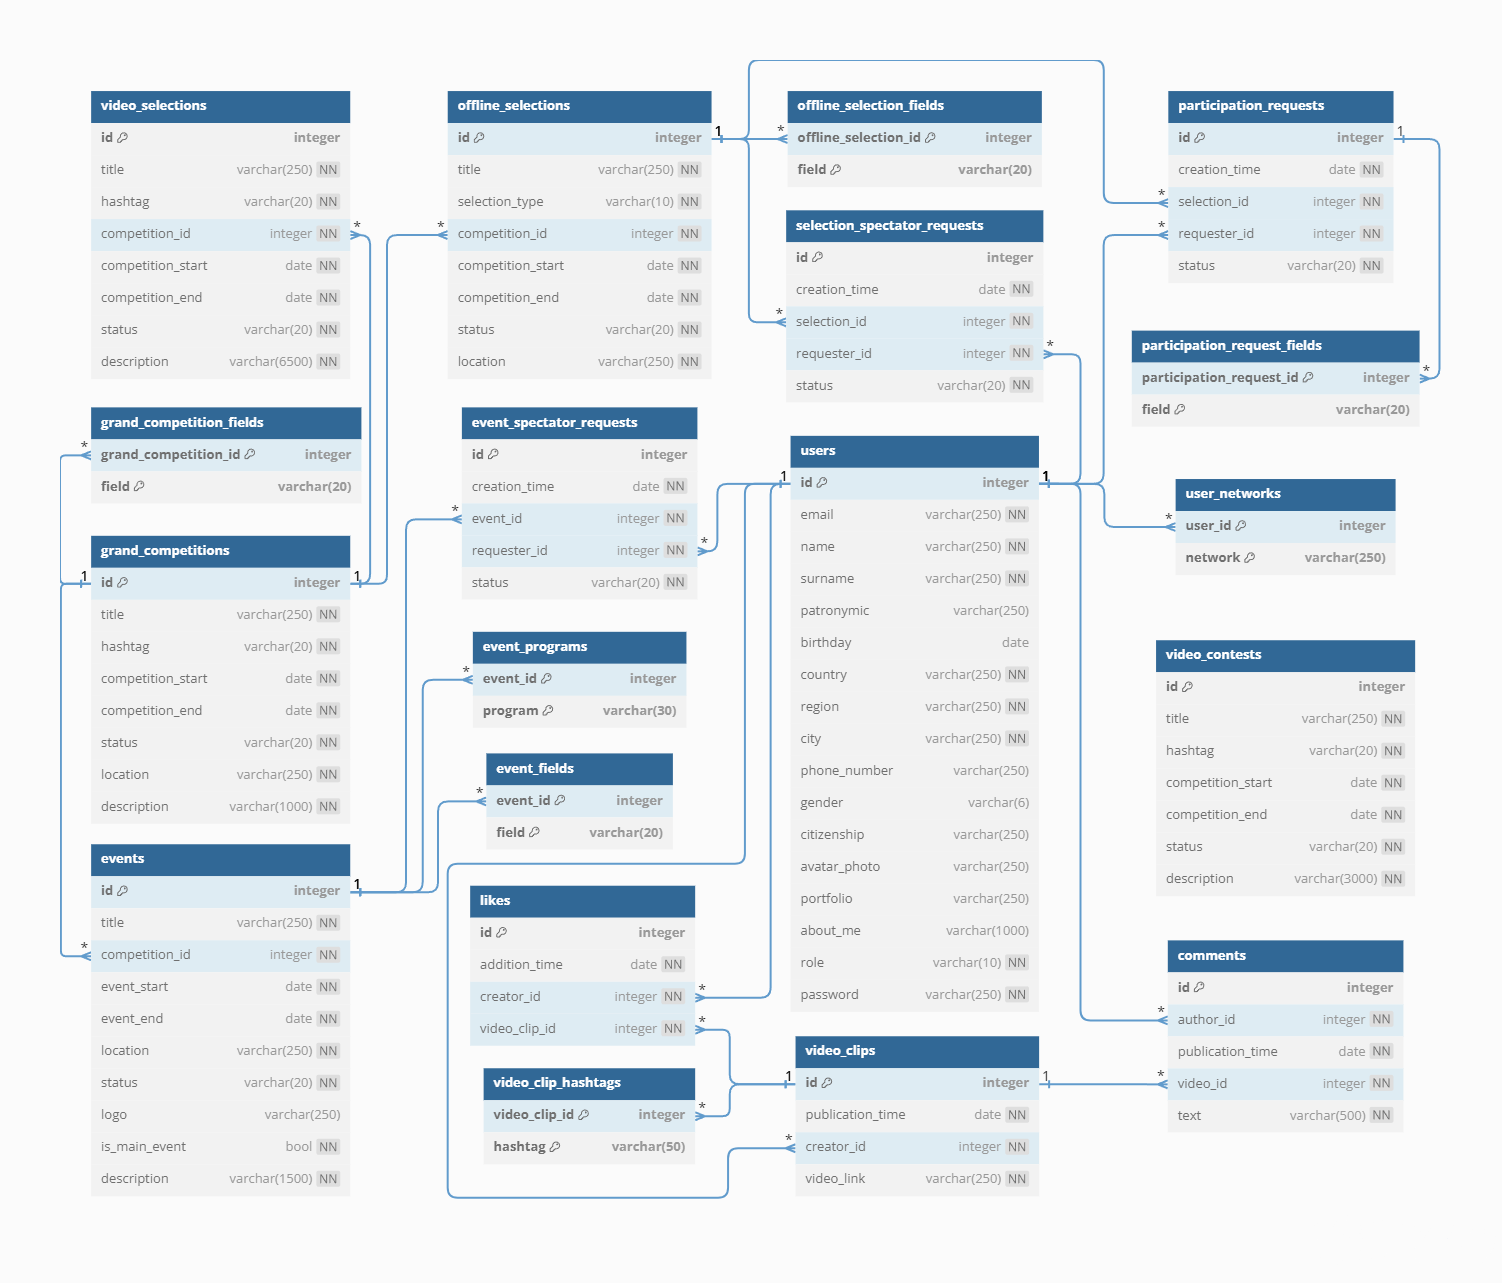 video_selections
id integer
title varchar(250) NN
hashtag varchar(20) NN
competition_id integer NN
competition_start date NN
competition_end date NN
status varchar(20) NN
description varchar(6500) NN
offline_selections
id integer
title varchar(250) NN
selection_type varchar(10) NN
competition_id integer NN
competition_start date NN
competition_end date NN
status varchar(20) NN
location varchar(250) NN
offline_selection_fields
offline_selection_id integer
field varchar(20)
participation_requests
id integer
creation_time date NN
selection_id integer NN
requester_id integer NN
status varchar(20) NN
selection_spectator_requests
id integer
creation_time date NN
selection_id integer NN
requester_id integer NN
status varchar(20) NN
participation_request_fields
participation_request_id integer
field varchar(20)
grand_competition_fields
grand_competition_id integer
field varchar(20)
event_spectator_requests
id integer
creation_time date NN
event_id integer NN
requester_id integer NN
status varchar(20) NN
users
id integer
email varchar(250) NN
name varchar(250) NN
surname varchar(250) NN
patronymic varchar(250)
birthday date
country varchar(250) NN
region varchar(250) NN
city varchar(250) NN
phone_number varchar(250)
gender varchar(6)
citizenship varchar(250)
avatar_photo varchar(250)
portfolio varchar(250)
about_me varchar(1000)
role varchar(10) NN
password varchar(250) NN
user_networks
user_id integer
network varchar(250)
grand_competitions
id integer
title varchar(250) NN
hashtag varchar(20) NN
competition_start date NN
competition_end date NN
status varchar(20) NN
location varchar(250) NN
description varchar(1000) NN
event_programs
event_id integer
program varchar(30)
video_contests
id integer
title varchar(250) NN
hashtag varchar(20) NN
competition_start date NN
competition_end date NN
status varchar(20) NN
description varchar(3000) NN
event_fields
event_id integer
field varchar(20)
events
id integer
title varchar(250) NN
competition_id integer NN
event_start date NN
event_end date NN
location varchar(250) NN
status varchar(20) NN
logo varchar(250)
is_main_event bool NN
description varchar(1500) NN
likes
id integer
addition_time date NN
creator_id integer NN
video_clip_id integer NN
comments
id integer
author_id integer NN
publication_time date NN
video_id integer NN
text varchar(500) NN
video_clips
id integer
publication_time date NN
creator_id integer NN
video_link varchar(250) NN
video_clip_hashtags
video_clip_id integer
hashtag varchar(50)
1
*
*
*
1
*
*
*
*
*
*
*
1
1
*
*
1
1
*
*
*
1
*
*
*
*
*
1
1
*
*
*